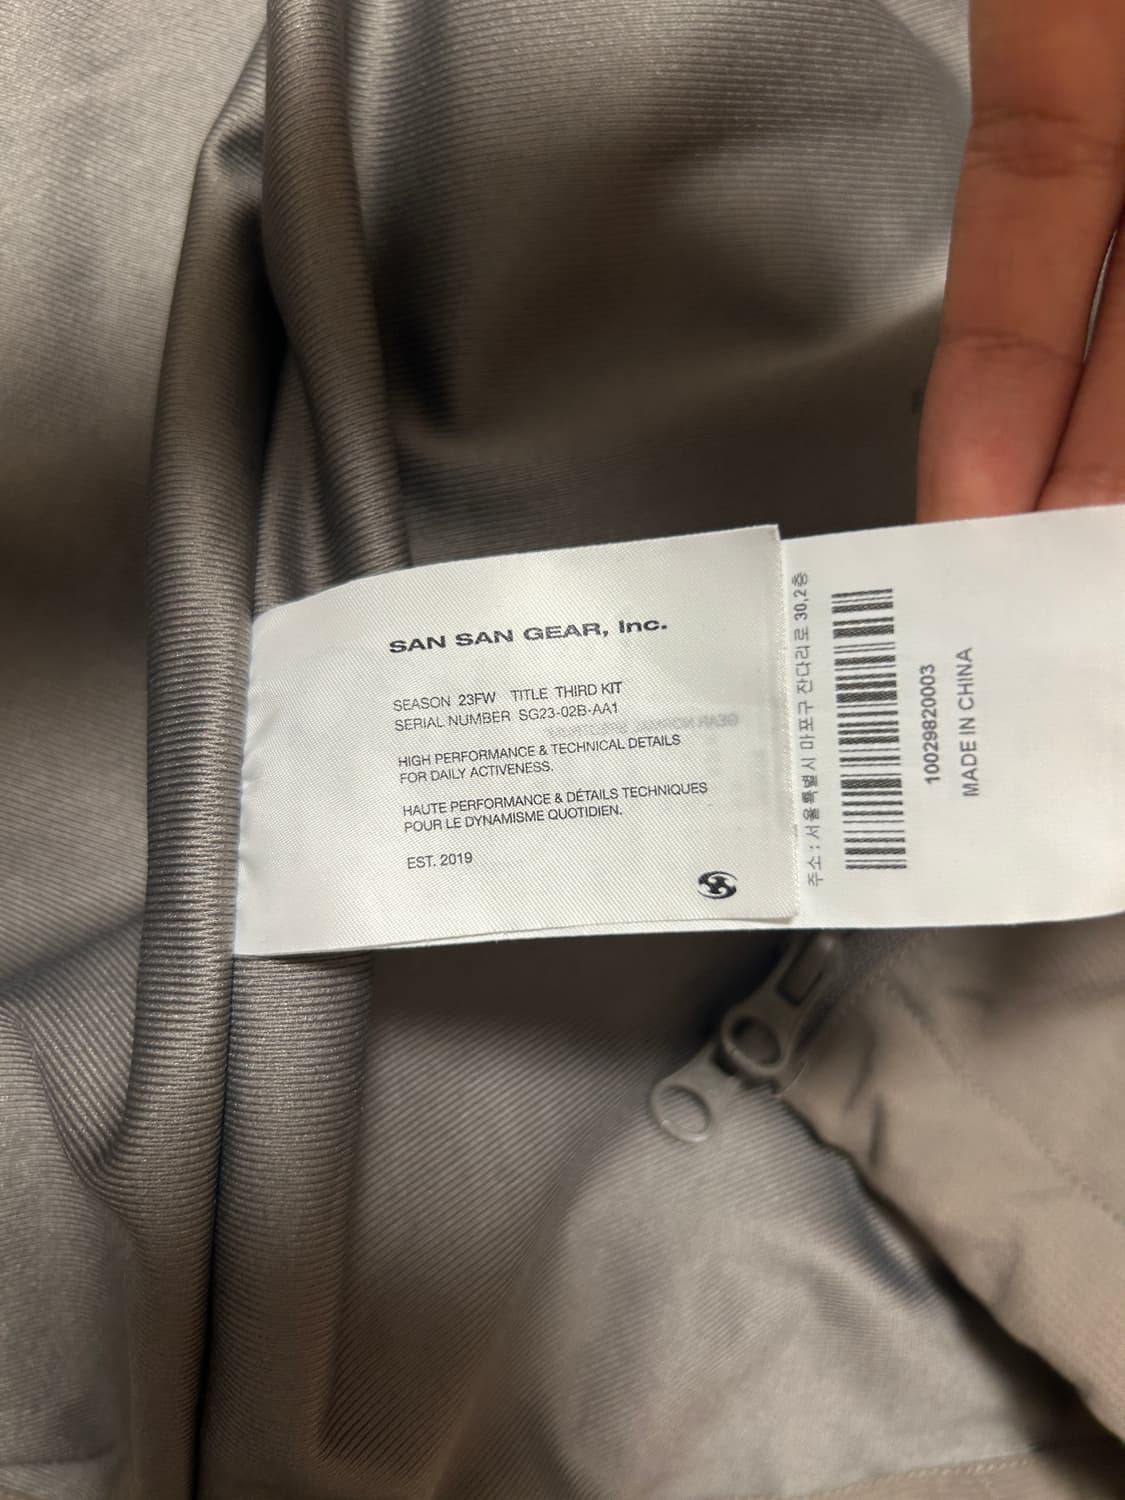 SAN SAN GEAR, Inc.
SEASON 23FW TITLE THIRD KIT
SERIAL NUMBER SG23-02B-AA1
HIGH PERFORMANCE & TECHNICAL DETAILS
FOR DAILY ACTIVENESS.
HAUTE PERFORMANCE & DÉTAILS TECHNIQUES
POUR LE DYNAMISME QUOTIDIEN.
EST. 2019
주소 : 서울특별시 마포구 잔다리로 30,2층
10029820003
MADE IN CHINA